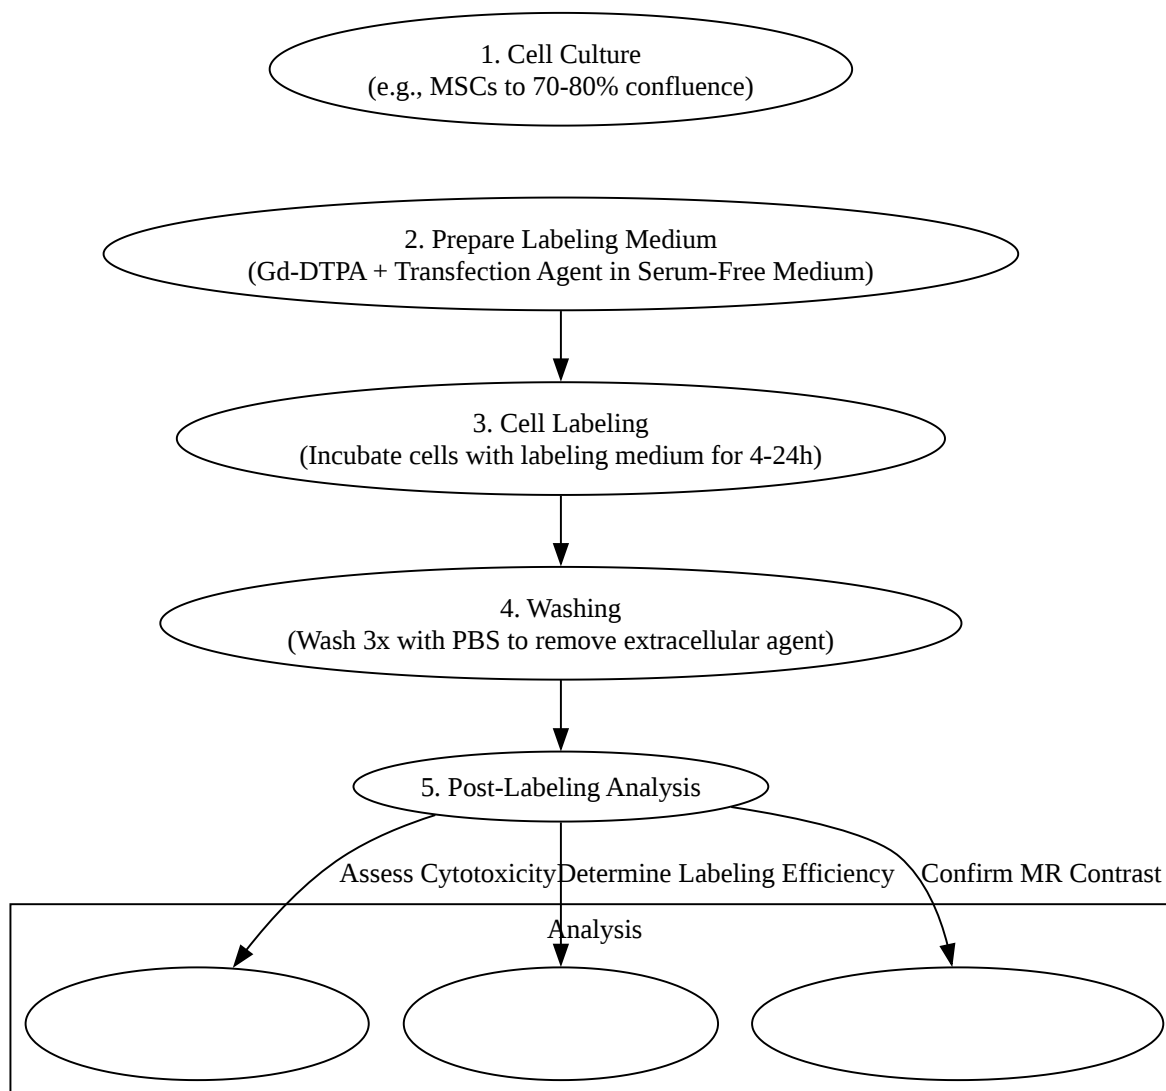 1. Cell Culture
(e.g., MSCs to 70-80% confluence)
2. Prepare Labeling Medium
(Gd-DTPA + Transfection Agent in Serum-Free Medium)
3. Cell Labeling
(Incubate cells with labeling medium for 4-24h)
4. Washing
(Wash 3x with PBS to remove extracellular agent)
5. Post-Labeling Analysis
Assess Cytotoxicity
Determine Labeling Efficiency
Confirm MR Contrast
Analysis